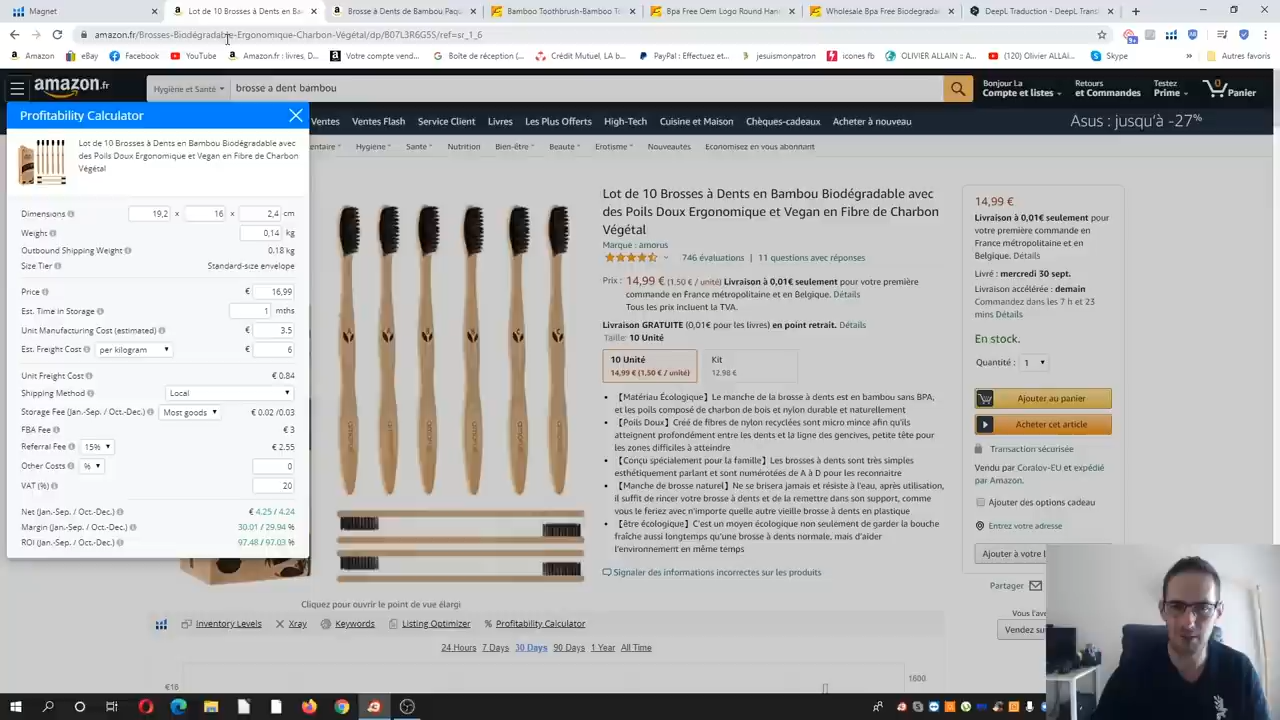 Magnet
Lot de 10 Brosses à Dents en Ba
Brosse à Dents de Bambou Paqu
Bamboo Toothbrush-Bamboo To
Bpa Free Oem Logo Round Han
Wholesale Bpa Free Biodegradab
DeepL Traduction - DeepL Trans
amazon.fr/Brosses-Biodégradable-Ergonomique-Charbon-Végétal/dp/B07L3R6G5S/ref=sr_1_6
Amazon
eBay
Facebook
YouTube
Amazon.fr : livres, D...
Votre compte vend...
Boîte de réception (...
Crédit Mutuel, LA b...
PayPal : Effectuez et...
jesuismonpatron
icones fb
OLIVIER ALLAIN :: A...
(120) Olivier ALLAI...
Skype
Autres favoris
amazon.fr
Hygiène et Santé
brosse a dent bambou
Bonjour La
Compte et listes
Retours
et Commandes
Testez
Prime
0
Panier
Ventes
Ventes Flash
Service Client
Livres
Les Plus Offerts
High-Tech
Cuisine et Maison
Chèques-cadeaux
Acheter à nouveau
Asus : jusqu'à -27%
entaire
Hygiène
Santé
Nutrition
Bien-être
Beauté
Erotisme
Nouveautés
Economisez en vous abonnant
Profitability Calculator
Lot de 10 Brosses à Dents en Bambou Biodégradable avec
des Poils Doux Ergonomique et Vegan en Fibre de Charbon
Végétal
Dimensions 19,2 x 16 x 2,4 cm
Weight 0,14 kg
Outbound Shipping Weight 0.18 kg
Size Tier Standard-size envelope
Price € 16,99
Est. Time in Storage 1 mths
Unit Manufacturing Cost (estimated) € 3.5
Est. Freight Cost per kilogram € 6
Unit Freight Cost € 0.84
Shipping Method Local
Storage Fee (Jan.-Sep. / Oct.-Dec.) Most goods € 0.02 /0.03
FBA Fee € 3
Referral Fee 15% € 2.55
Other Costs % 0
VAT (%) 20
Net (Jan.-Sep. / Oct.-Dec.) € 4.25 / 4.24
Margin (Jan.-Sep. / Oct.-Dec.) 30.01 / 29.94 %
ROI (Jan.-Sep. / Oct.-Dec.) 97.48 / 97.03 %
Lot de 10 Brosses à Dents en Bambou Biodégradable avec
des Poils Doux Ergonomique et Vegan en Fibre de Charbon
Végétal
Marque : amorus
746 évaluations | 11 questions avec réponses
Prix : 14,99 € (1,50 € / unité) Livraison à 0,01€ seulement pour votre première
commande en France métropolitaine et en Belgique. Détails
Tous les prix incluent la TVA.
Livraison GRATUITE (0,01€ pour les livres) en point retrait. Détails
Taille: 10 Unité
10 Unité
14,99 € (1,50 € / unité)
Kit
12,98 €
【Matériau Écologique】Le manche de la brosse à dents est en bambou sans BPA,
et les poils composé de charbon de bois et nylon durable et naturellement
【Poils Doux】Créé de fibres de nylon recyclées sont micro mince afin qu'ils
atteignent profondément entre les dents et la ligne des gencives, petite tête pour
les zones difficiles à atteindre
【Conçu spécialement pour la famille】Les brosses à dents sont très simples
esthétiquement parlant et sont numérotées de A à D pour les reconnaitre
【Manche de brosse naturel】Ne se brisera jamais et résiste à l'eau, après utilisation,
il suffit de rincer votre brosse à dents et de la remettre dans son support, comme
vous le feriez avec n'importe quelle autre vieille brosse à dents en plastique
【être écologique】C'est un moyen écologique non seulement de garder la bouche
fraîche aussi longtemps qu'une brosse à dents normale, mais d'aider
l'environnement en même temps
Signaler des informations incorrectes sur les produits
14,99 €
Livraison à 0,01€ seulement pour
votre première commande en
France métropolitaine et en
Belgique. Détails
Livré : mercredi 30 sept.
Livraison accélérée : demain
Commandez dans les 7 h et 23
mins Détails
En stock.
Quantité : 1
Ajouter au panier
Acheter cet article
Transaction sécurisée
Vendu par Coralov-EU et expédié
par Amazon.
Ajouter des options cadeau
Entrez votre adresse
Ajouter à votre l
Partager
Vous l'ave
Vendez su
Cliquez pour ouvrir le point de vue élargi
Inventory Levels
Xray
Keywords
Listing Optimizer
Profitability Calculator
24 Hours
7 Days
30 Days
90 Days
1 Year
All Time
€16
1600